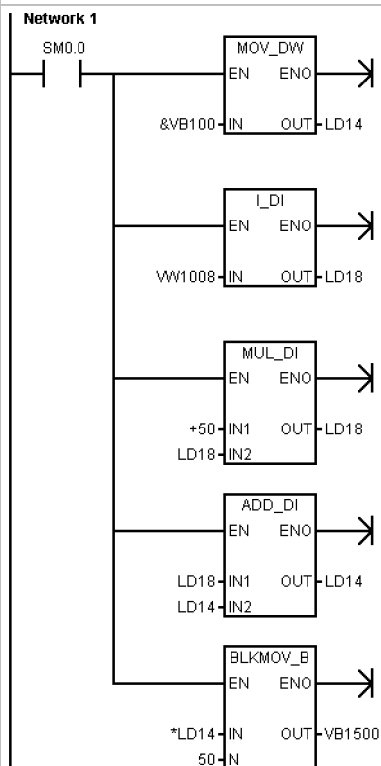 Network 1
SM0.0
MOV_DW
EN ENO
&VB100 IN OUT LD14
I_DI
EN ENO
VW1008 IN OUT LD18
MUL_DI
EN ENO
+50 IN1 OUT LD18
LD18 IN2
ADD_DI
EN ENO
LD18 IN1 OUT LD14
LD14 IN2
BLKMOV_B
EN ENO
*LD14 IN OUT VB1500
50 N